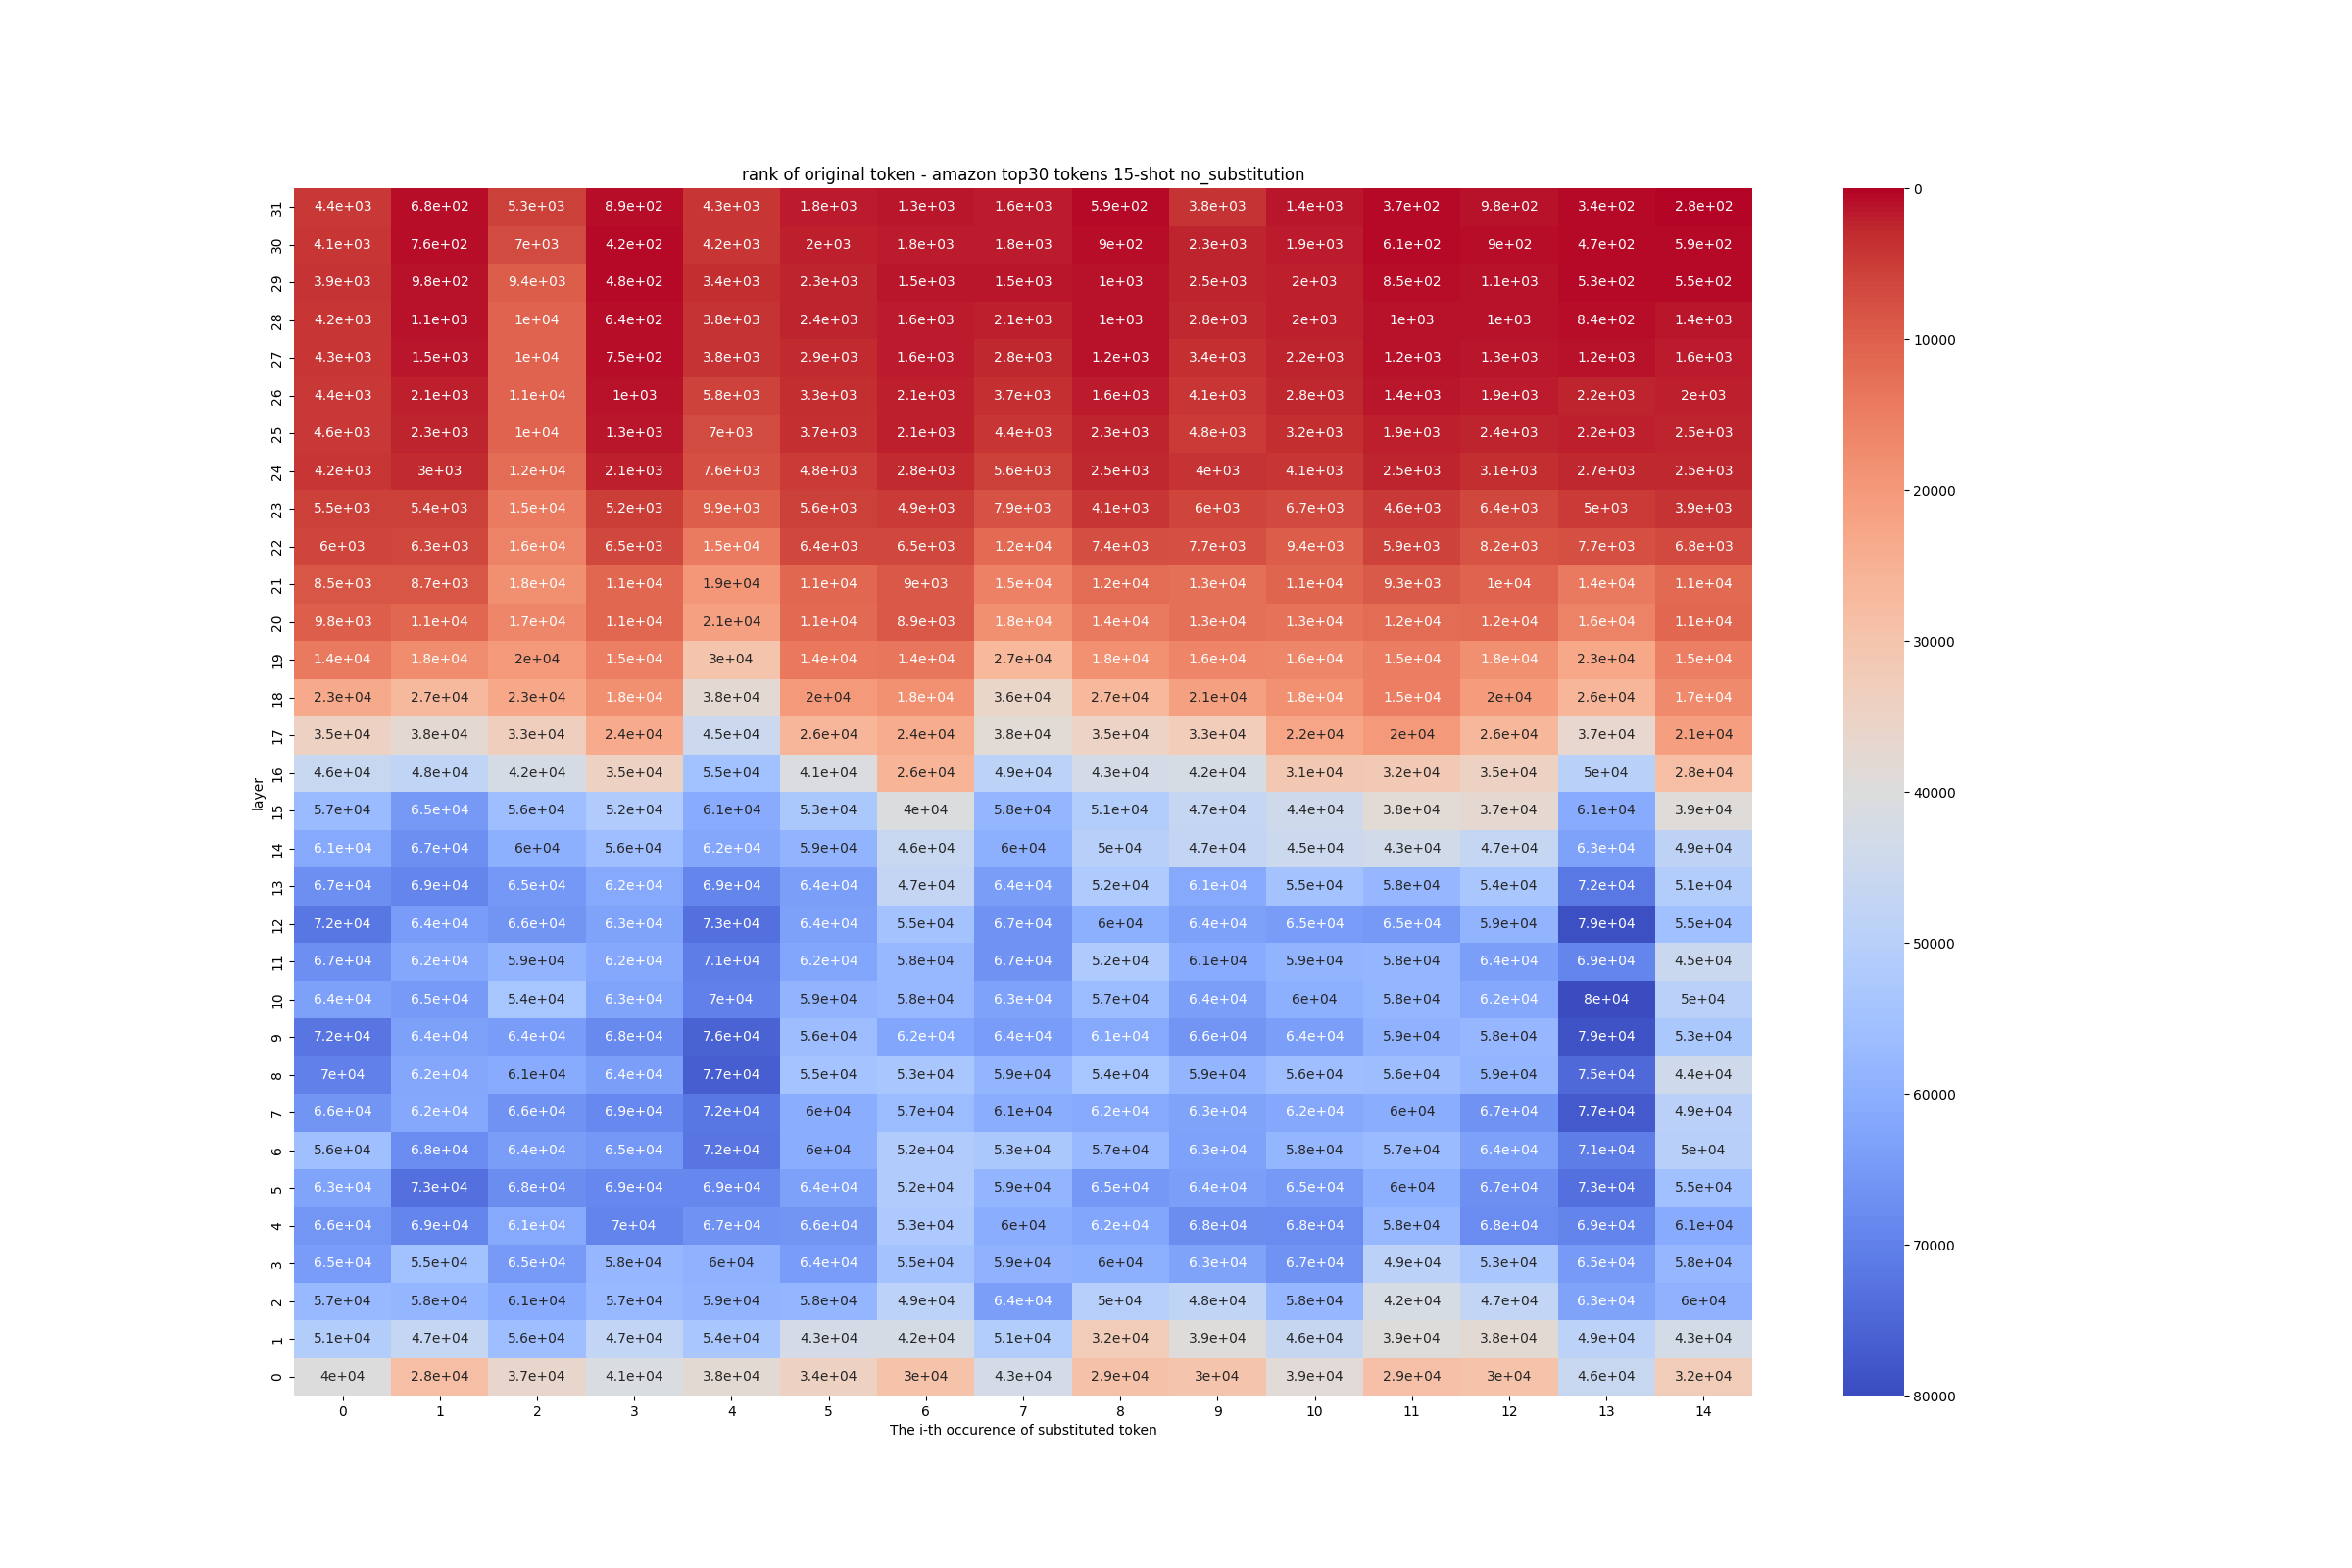 rank of original token - amazon top30 tokens 15-shot no_substitution
31 4.4e+03 6.8e+02 5.3e+03 8.9e+02 4.3e+03 1.8e+03 1.3e+03 1.6e+03 5.9e+02 3.8e+03 1.4e+03 3.7e+02 9.8e+02 3.4e+02 2.8e+02 0
30 4.1e+03 7.6e+02 7e+03 4.2e+02 4.2e+03 2e+03 1.8e+03 1.8e+03 9e+02 2.3e+03 1.9e+03 6.1e+02 9e+02 4.7e+02 5.9e+02
29 3.9e+03 9.8e+02 9.4e+03 4.8e+02 3.4e+03 2.3e+03 1.5e+03 1.5e+03 1e+03 2.5e+03 2e+03 8.5e+02 1.1e+03 5.3e+02 5.5e+02
28 4.2e+03 1.1e+03 1e+04 6.4e+02 3.8e+03 2.4e+03 1.6e+03 2.1e+03 1e+03 2.8e+03 2e+03 1e+03 1e+03 8.4e+02 1.4e+03
27 4.3e+03 1.5e+03 1e+04 7.5e+02 3.8e+03 2.9e+03 1.6e+03 2.8e+03 1.2e+03 3.4e+03 2.2e+03 1.2e+03 1.3e+03 1.2e+03 1.6e+03 10000
26 4.4e+03 2.1e+03 1.1e+04 1e+03 5.8e+03 3.3e+03 2.1e+03 3.7e+03 1.6e+03 4.1e+03 2.8e+03 1.4e+03 1.9e+03 2.2e+03 2e+03
25 4.6e+03 2.3e+03 1e+04 1.3e+03 7e+03 3.7e+03 2.1e+03 4.4e+03 2.3e+03 4.8e+03 3.2e+03 1.9e+03 2.4e+03 2.2e+03 2.5e+03
24 4.2e+03 3e+03 1.2e+04 2.1e+03 7.6e+03 4.8e+03 2.8e+03 5.6e+03 2.5e+03 4e+03 4.1e+03 2.5e+03 3.1e+03 2.7e+03 2.5e+03
23 5.5e+03 5.4e+03 1.5e+04 5.2e+03 9.9e+03 5.6e+03 4.9e+03 7.9e+03 4.1e+03 6e+03 6.7e+03 4.6e+03 6.4e+03 5e+03 3.9e+03 20000
22 6e+03 6.3e+03 1.6e+04 6.5e+03 1.5e+04 6.4e+03 6.5e+03 1.2e+04 7.4e+03 7.7e+03 9.4e+03 5.9e+03 8.2e+03 7.7e+03 6.8e+03
21 8.5e+03 8.7e+03 1.8e+04 1.1e+04 1.9e+04 1.1e+04 9e+03 1.5e+04 1.2e+04 1.3e+04 1.1e+04 9.3e+03 1e+04 1.4e+04 1.1e+04
20 9.8e+03 1.1e+04 1.7e+04 1.1e+04 2.1e+04 1.1e+04 8.9e+03 1.8e+04 1.4e+04 1.3e+04 1.3e+04 1.2e+04 1.2e+04 1.6e+04 1.1e+04
19 1.4e+04 1.8e+04 2e+04 1.5e+04 3e+04 1.4e+04 1.4e+04 2.7e+04 1.8e+04 1.6e+04 1.6e+04 1.5e+04 1.8e+04 2.3e+04 1.5e+04 30000
18 2.3e+04 2.7e+04 2.3e+04 1.8e+04 3.8e+04 2e+04 1.8e+04 3.6e+04 2.7e+04 2.1e+04 1.8e+04 1.5e+04 2e+04 2.6e+04 1.7e+04
17 3.5e+04 3.8e+04 3.3e+04 2.4e+04 4.5e+04 2.6e+04 2.4e+04 3.8e+04 3.5e+04 3.3e+04 2.2e+04 2e+04 2.6e+04 3.7e+04 2.1e+04
16 4.6e+04 4.8e+04 4.2e+04 3.5e+04 5.5e+04 4.1e+04 2.6e+04 4.9e+04 4.3e+04 4.2e+04 3.1e+04 3.2e+04 3.5e+04 5e+04 2.8e+04
layer 40000
15 5.7e+04 6.5e+04 5.6e+04 5.2e+04 6.1e+04 5.3e+04 4e+04 5.8e+04 5.1e+04 4.7e+04 4.4e+04 3.8e+04 3.7e+04 6.1e+04 3.9e+04
14 6.1e+04 6.7e+04 6e+04 5.6e+04 6.2e+04 5.9e+04 4.6e+04 6e+04 5e+04 4.7e+04 4.5e+04 4.3e+04 4.7e+04 6.3e+04 4.9e+04
13 6.7e+04 6.9e+04 6.5e+04 6.2e+04 6.9e+04 6.4e+04 4.7e+04 6.4e+04 5.2e+04 6.1e+04 5.5e+04 5.8e+04 5.4e+04 7.2e+04 5.1e+04
12 7.2e+04 6.4e+04 6.6e+04 6.3e+04 7.3e+04 6.4e+04 5.5e+04 6.7e+04 6e+04 6.4e+04 6.5e+04 6.5e+04 5.9e+04 7.9e+04 5.5e+04 50000
11 6.7e+04 6.2e+04 5.9e+04 6.2e+04 7.1e+04 6.2e+04 5.8e+04 6.7e+04 5.2e+04 6.1e+04 5.9e+04 5.8e+04 6.4e+04 6.9e+04 4.5e+04
10 6.4e+04 6.5e+04 5.4e+04 6.3e+04 7e+04 5.9e+04 5.8e+04 6.3e+04 5.7e+04 6.4e+04 6e+04 5.8e+04 6.2e+04 8e+04 5e+04
9 7.2e+04 6.4e+04 6.4e+04 6.8e+04 7.6e+04 5.6e+04 6.2e+04 6.4e+04 6.1e+04 6.6e+04 6.4e+04 5.9e+04 5.8e+04 7.9e+04 5.3e+04
8 7e+04 6.2e+04 6.1e+04 6.4e+04 7.7e+04 5.5e+04 5.3e+04 5.9e+04 5.4e+04 5.9e+04 5.6e+04 5.6e+04 5.9e+04 7.5e+04 4.4e+04 60000
7 6.6e+04 6.2e+04 6.6e+04 6.9e+04 7.2e+04 6e+04 5.7e+04 6.1e+04 6.2e+04 6.3e+04 6.2e+04 6e+04 6.7e+04 7.7e+04 4.9e+04
6 5.6e+04 6.8e+04 6.4e+04 6.5e+04 7.2e+04 6e+04 5.2e+04 5.3e+04 5.7e+04 6.3e+04 5.8e+04 5.7e+04 6.4e+04 7.1e+04 5e+04
5 6.3e+04 7.3e+04 6.8e+04 6.9e+04 6.9e+04 6.4e+04 5.2e+04 5.9e+04 6.5e+04 6.4e+04 6.5e+04 6e+04 6.7e+04 7.3e+04 5.5e+04
4 6.6e+04 6.9e+04 6.1e+04 7e+04 6.7e+04 6.6e+04 5.3e+04 6e+04 6.2e+04 6.8e+04 6.8e+04 5.8e+04 6.8e+04 6.9e+04 6.1e+04 70000
3 6.5e+04 5.5e+04 6.5e+04 5.8e+04 6e+04 6.4e+04 5.5e+04 5.9e+04 6e+04 6.3e+04 6.7e+04 4.9e+04 5.3e+04 6.5e+04 5.8e+04
2 5.7e+04 5.8e+04 6.1e+04 5.7e+04 5.9e+04 5.8e+04 4.9e+04 6.4e+04 5e+04 4.8e+04 5.8e+04 4.2e+04 4.7e+04 6.3e+04 6e+04
1 5.1e+04 4.7e+04 5.6e+04 4.7e+04 5.4e+04 4.3e+04 4.2e+04 5.1e+04 3.2e+04 3.9e+04 4.6e+04 3.9e+04 3.8e+04 4.9e+04 4.3e+04
0 4e+04 2.8e+04 3.7e+04 4.1e+04 3.8e+04 3.4e+04 3e+04 4.3e+04 2.9e+04 3e+04 3.9e+04 2.9e+04 3e+04 4.6e+04 3.2e+04 80000
0 1 2 3 4 5 6 7 8 9 10 11 12 13 14
The i-th occurence of substituted token